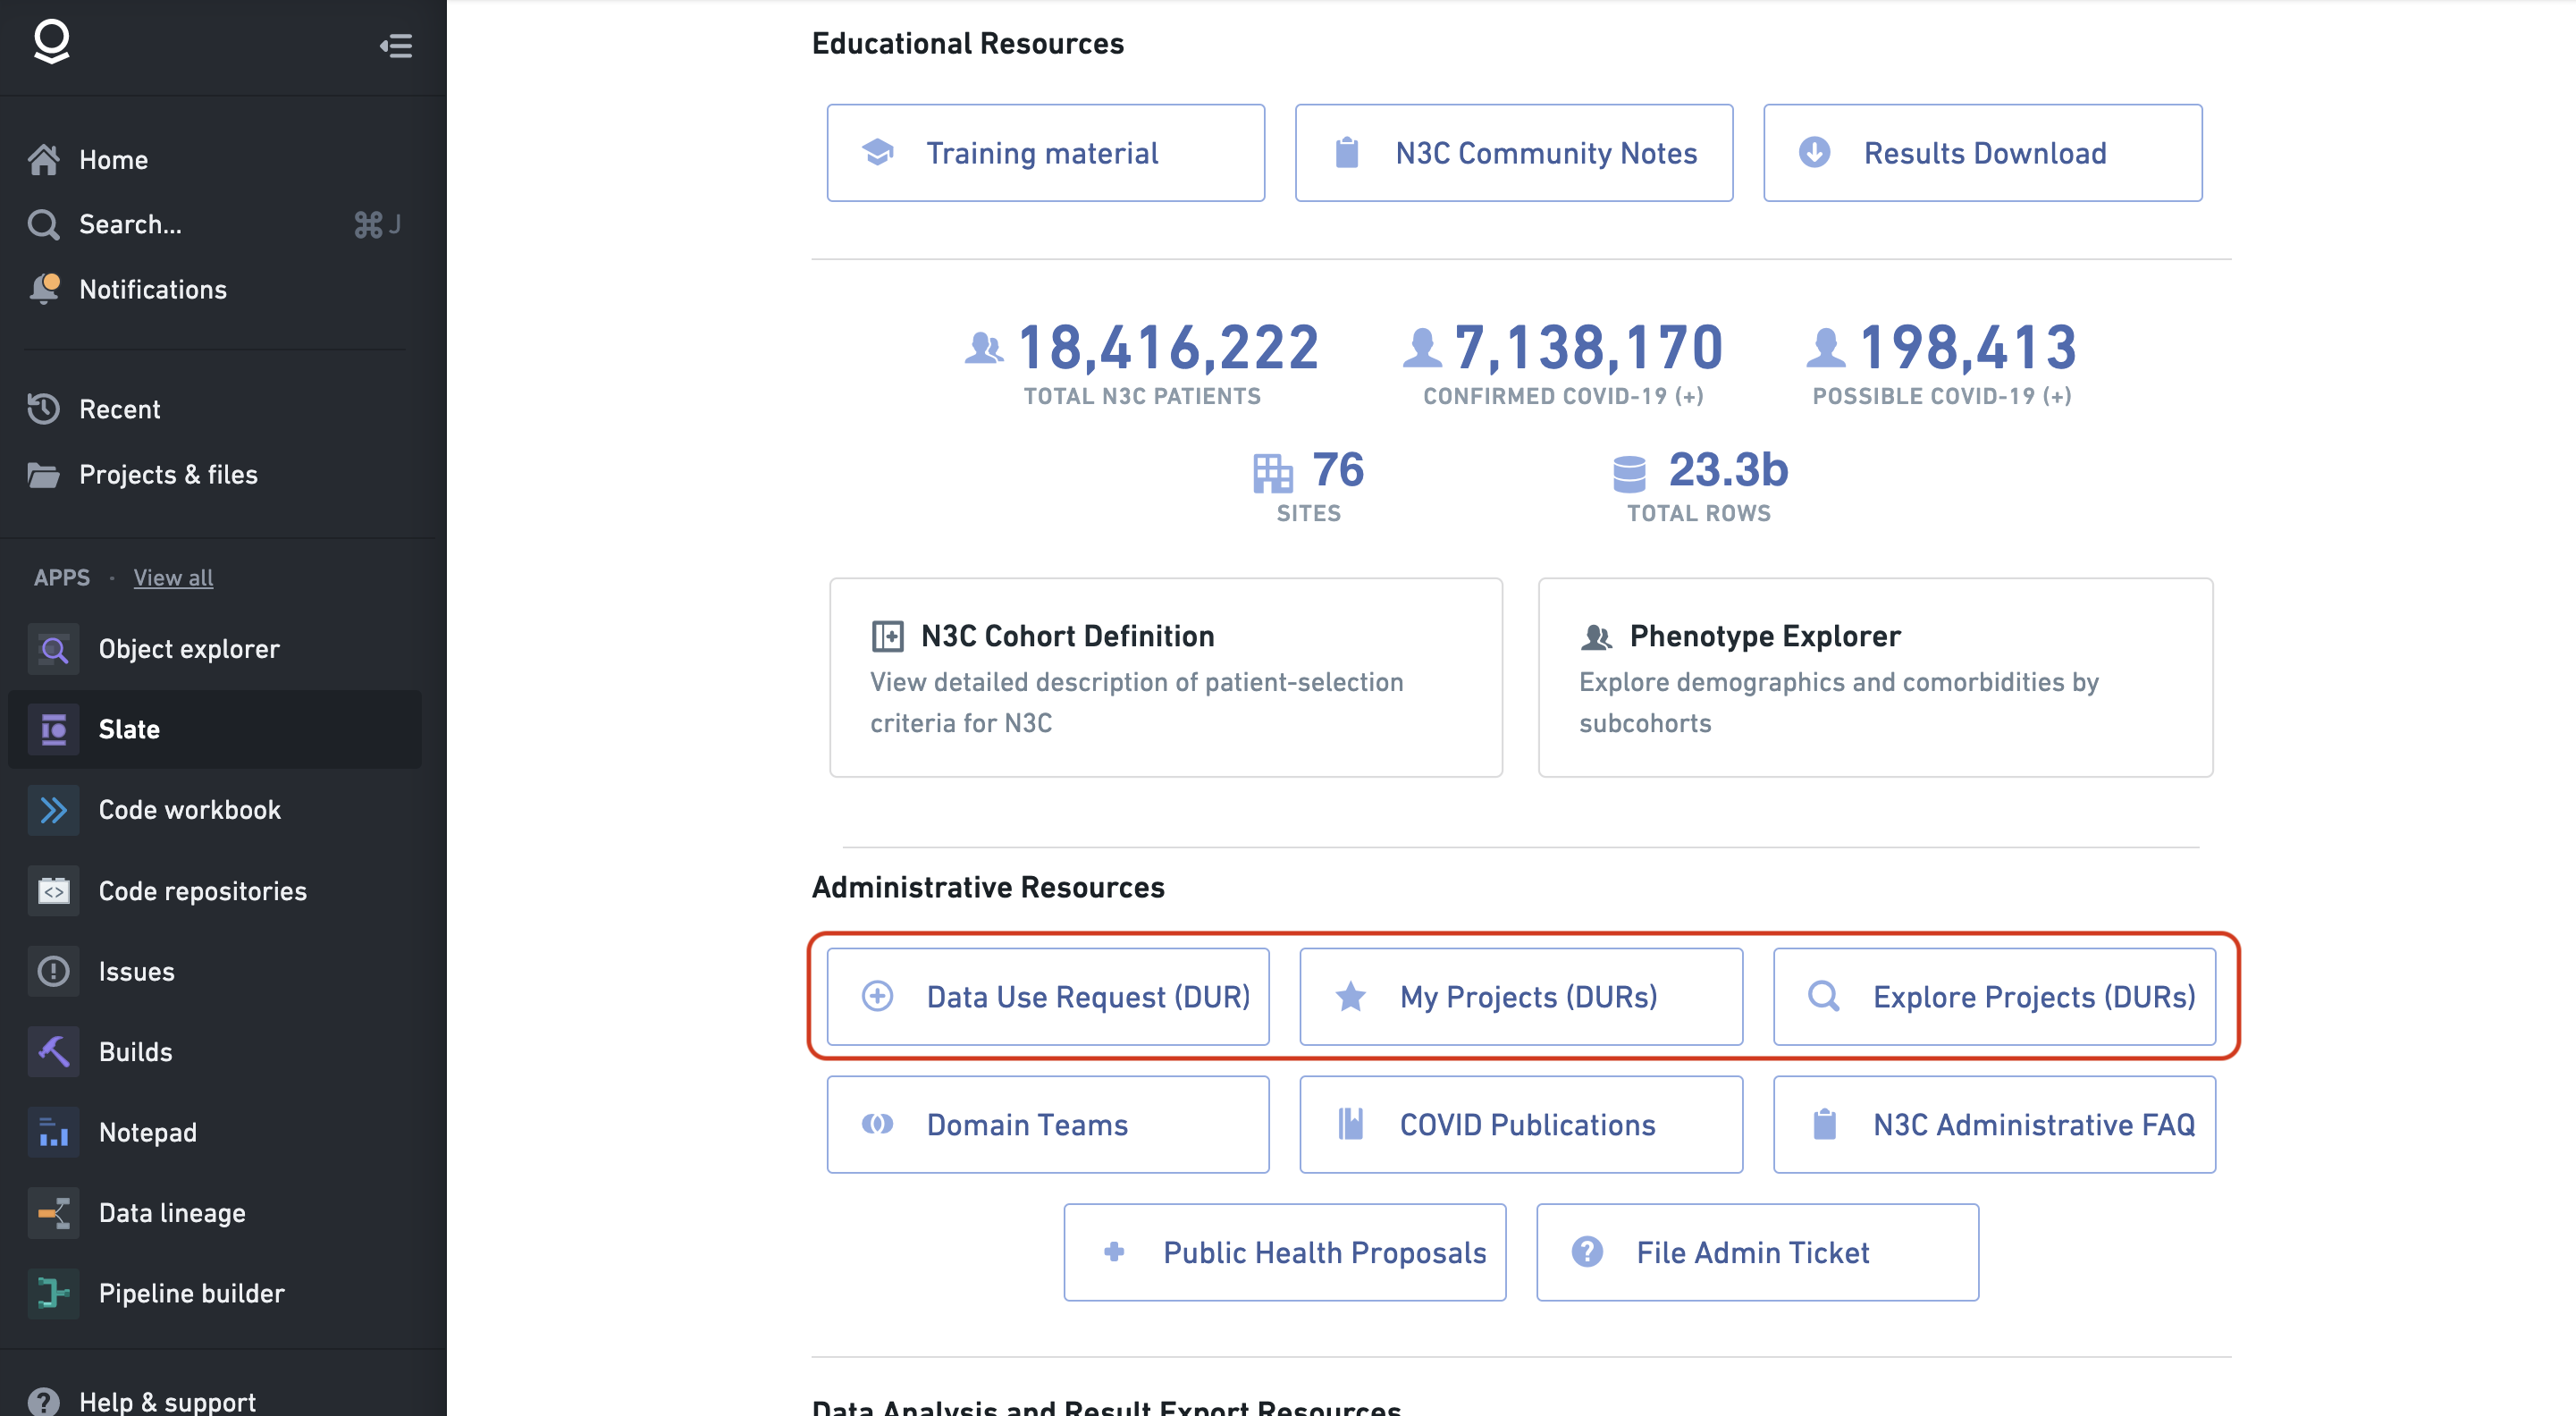 Home
Search...
⌘ J
Notifications
Recent
Projects & files
APPS · View all
Object explorer
Slate
Code workbook
Code repositories
Issues
Builds
Notepad
Data lineage
Pipeline builder
Help & support
Educational Resources
Training material
N3C Community Notes
Results Download
18,416,222
TOTAL N3C PATIENTS
7,138,170
CONFIRMED COVID-19 (+)
198,413
POSSIBLE COVID-19 (+)
76
SITES
23.3b
TOTAL ROWS
N3C Cohort Definition
View detailed description of patient-selection
criteria for N3C
Phenotype Explorer
Explore demographics and comorbidities by
subcohorts
Administrative Resources
Data Use Request (DUR)
My Projects (DURs)
Explore Projects (DURs)
Domain Teams
COVID Publications
N3C Administrative FAQ
Public Health Proposals
File Admin Ticket
Data Analysis and Result Export Resources